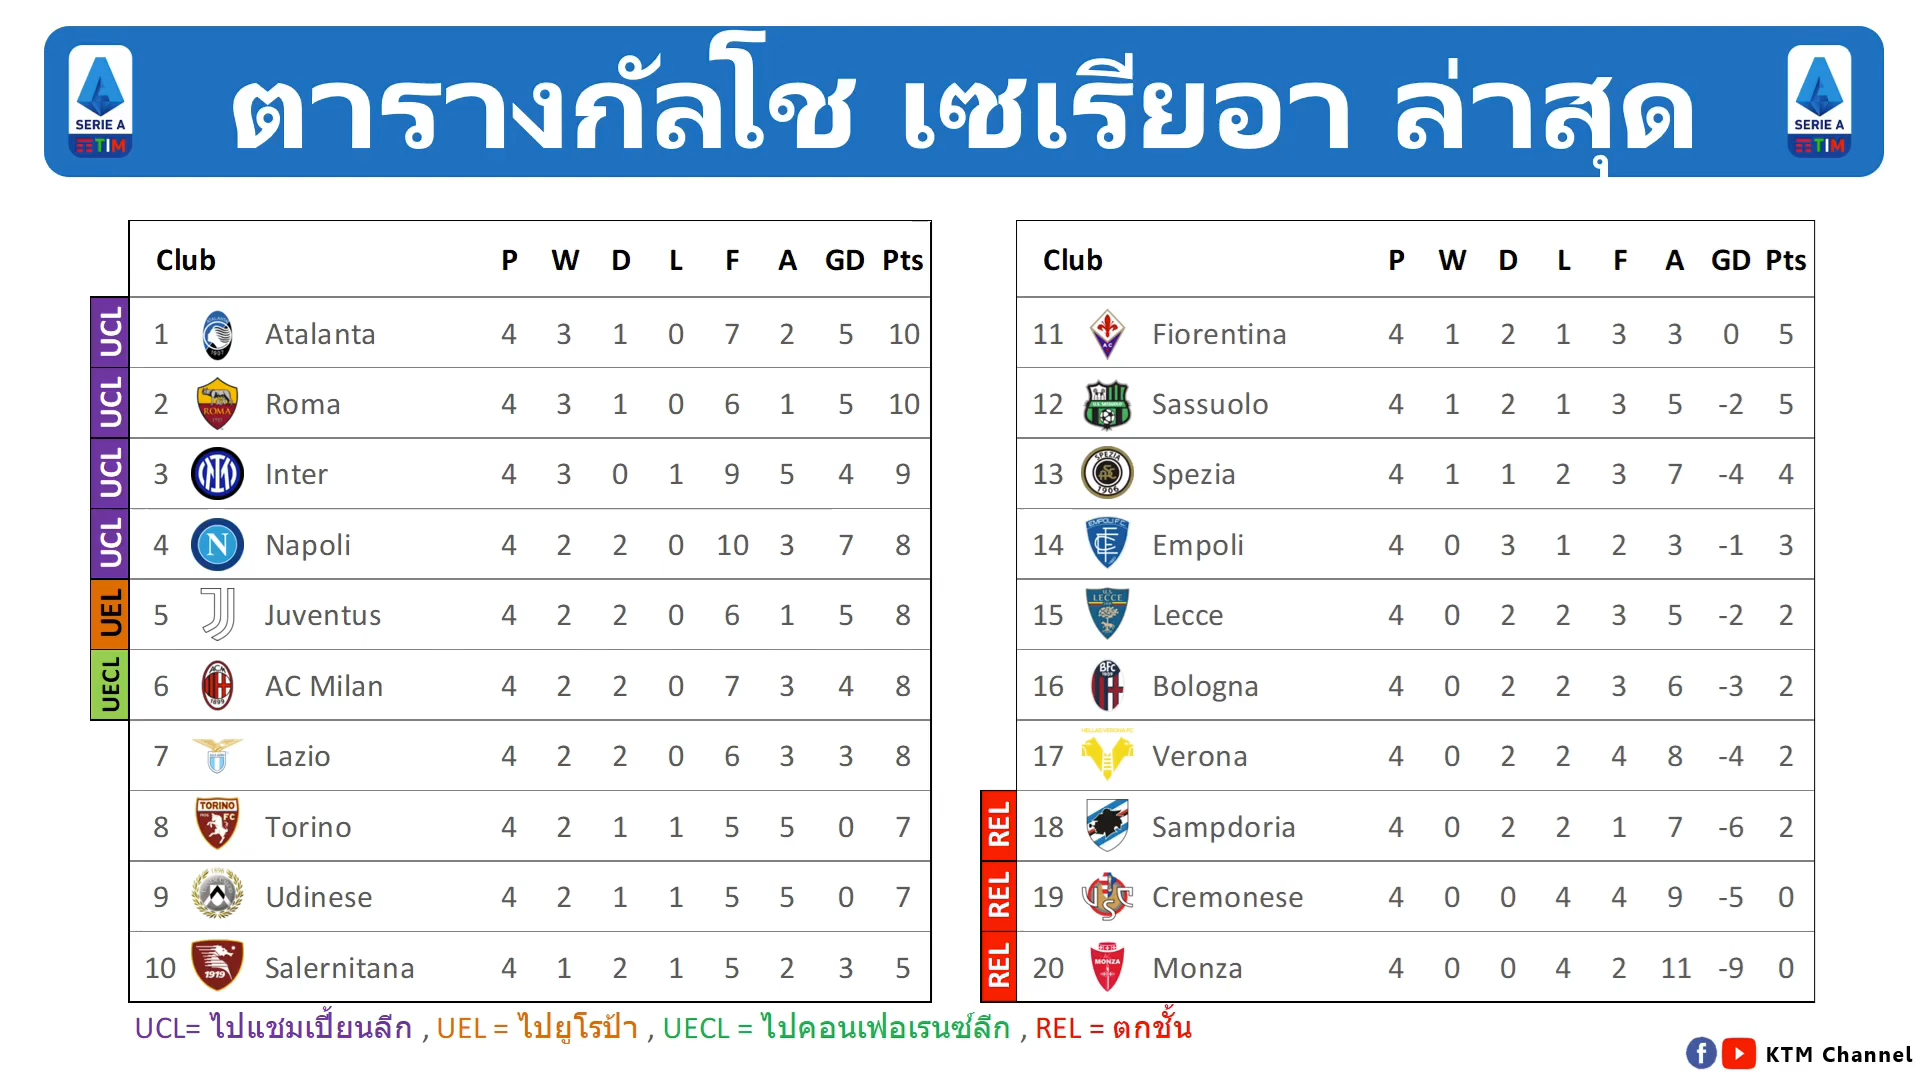 ตารางกัลโช เซเรียอา ล่าสุด
SERIE A
TIM
SERIE A
TIM
Club P W D L F A GD Pts
UCL 1 Atalanta 4 3 1 0 7 2 5 10
UCL 2 Roma 4 3 1 0 6 1 5 10
UCL 3 Inter 4 3 0 1 9 5 4 9
UCL 4 Napoli 4 2 2 0 10 3 7 8
UEL 5 Juventus 4 2 2 0 6 1 5 8
UECL 6 AC Milan 4 2 2 0 7 3 4 8
7 Lazio 4 2 2 0 6 3 3 8
8 Torino 4 2 1 1 5 5 0 7
9 Udinese 4 2 1 1 5 5 0 7
10 Salernitana 4 1 2 1 5 2 3 5
Club P W D L F A GD Pts
11 Fiorentina 4 1 2 1 3 3 0 5
12 Sassuolo 4 1 2 1 3 5 -2 5
13 Spezia 4 1 1 2 3 7 -4 4
14 Empoli 4 0 3 1 2 3 -1 3
15 Lecce 4 0 2 2 3 5 -2 2
16 Bologna 4 0 2 2 3 6 -3 2
17 Verona 4 0 2 2 4 8 -4 2
REL 18 Sampdoria 4 0 2 2 1 7 -6 2
REL 19 Cremonese 4 0 0 4 4 9 -5 0
REL 20 Monza 4 0 0 4 2 11 -9 0
UCL= ไปแชมเปี้ยนลีก , UEL = ไปยูโรป้า , UECL = ไปคอนเฟอเรนซ์ลีก , REL = ตกชั้น
KTM Channel